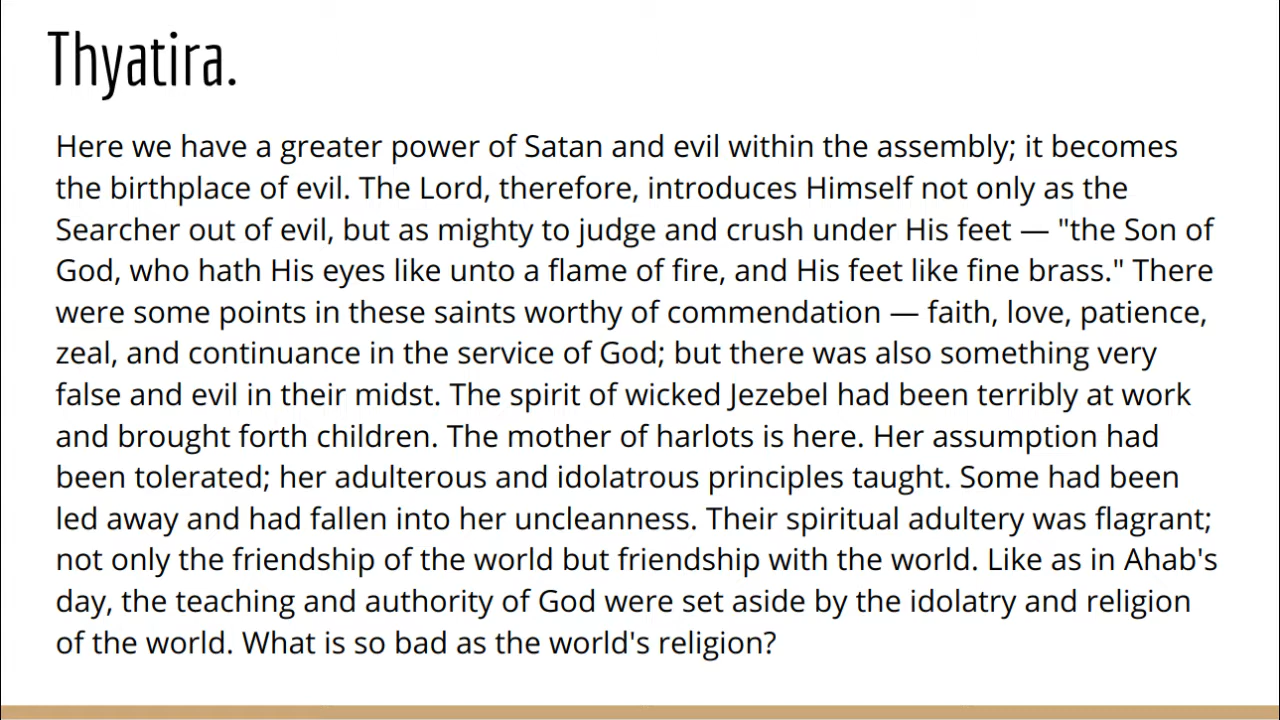 Thyatira.
Here we have a greater power of Satan and evil within the assembly; it becomes
the birthplace of evil. The Lord, therefore, introduces Himself not only as the
Searcher out of evil, but as mighty to judge and crush under His feet — "the Son of
God, who hath His eyes like unto a flame of fire, and His feet like fine brass." There
were some points in these saints worthy of commendation — faith, love, patience,
zeal, and continuance in the service of God; but there was also something very
false and evil in their midst. The spirit of wicked Jezebel had been terribly at work
and brought forth children. The mother of harlots is here. Her assumption had
been tolerated; her adulterous and idolatrous principles taught. Some had been
led away and had fallen into her uncleanness. Their spiritual adultery was flagrant;
not only the friendship of the world but friendship with the world. Like as in Ahab's
day, the teaching and authority of God were set aside by the idolatry and religion
of the world. What is so bad as the world's religion?